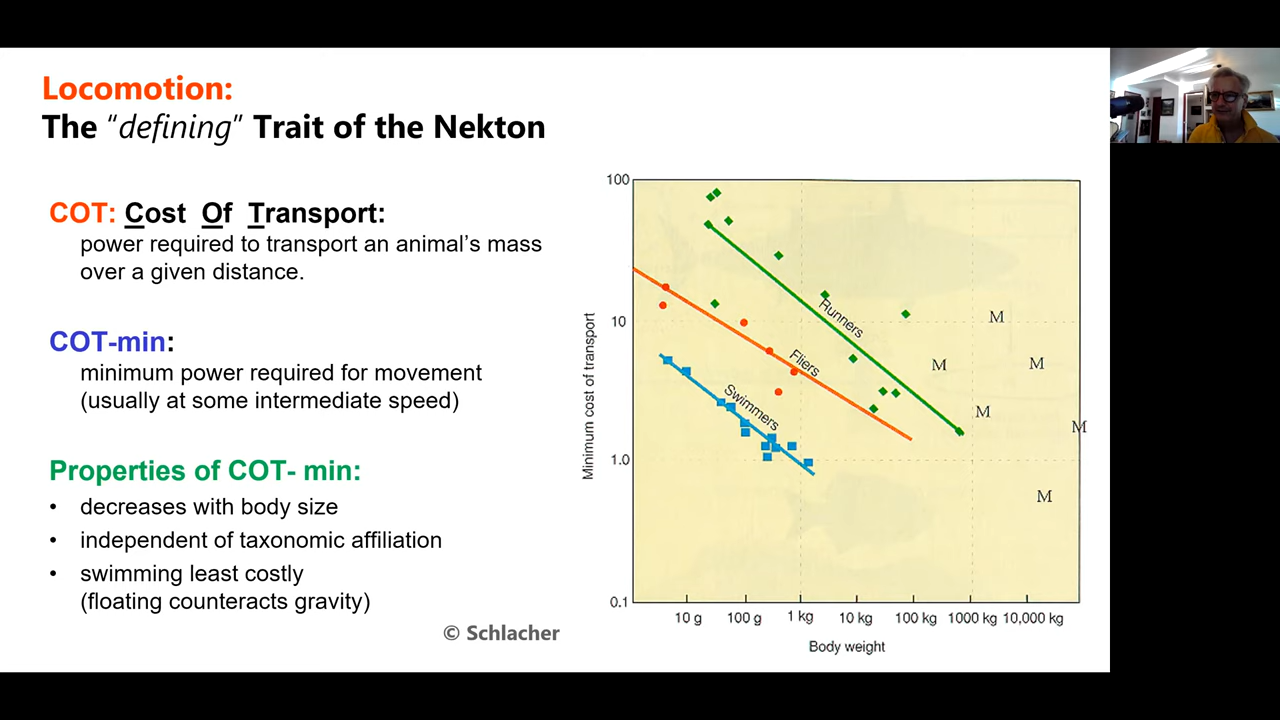 Locomotion:
The "defining" Trait of the Nekton
COT: Cost Of Transport:
power required to transport an animal's mass
over a given distance.
COT-min:
minimum power required for movement
(usually at some intermediate speed)
Properties of COT- min:
• decreases with body size
• independent of taxonomic affiliation
• swimming least costly
(floating counteracts gravity)
© Schlacher
Minimum cost of transport
100
10
1.0
0.1
Runners
Fliers
Swimmers
M
M
M
M
M
M
10 g 100 g 1 kg 10 kg 100 kg 1000 kg 10,000 kg
Body weight